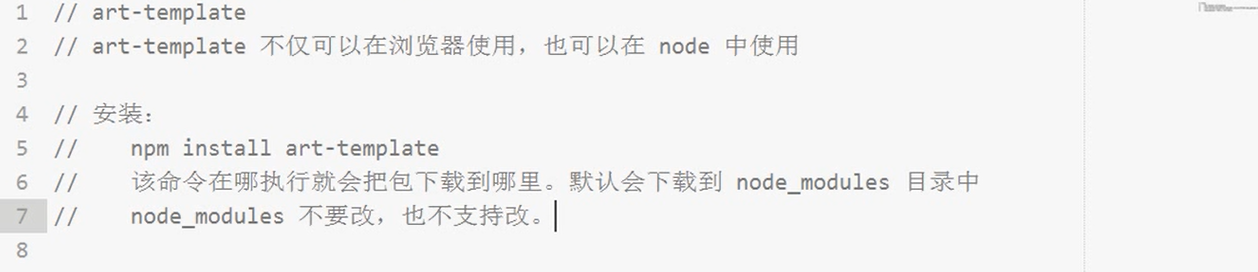 1 // art-template
2 // art-template 不仅可以在浏览器使用，也可以在 node 中使用
3
4 // 安装：
5 //    npm install art-template
6 //    该命令在哪执行就会把包下载到哪里。默认会下载到 node_modules 目录中
7 //    node_modules 不要改，也不支持改。
8